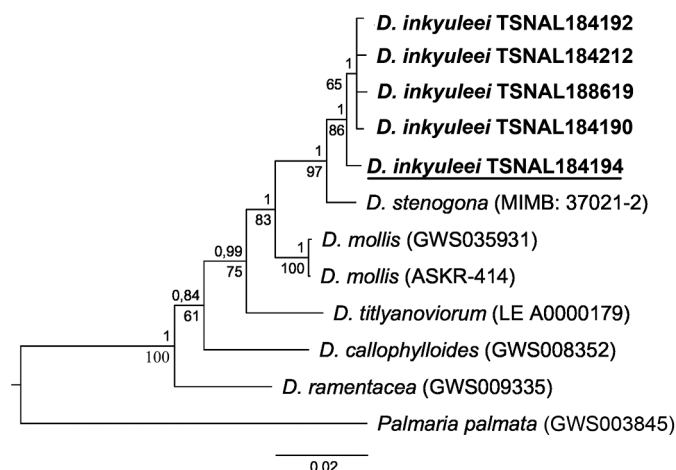 D. inkyuleei TSNAL184192
D. inkyuleei TSNAL184212
1
65
D. inkyuleei TSNAL188619
1
86
D. inkyuleei TSNAL184190
1
97
D. inkyuleei TSNAL184194
D. stenogona (MIMB: 37021-2)
1
83
D. mollis (GWS035931)
1
100
D. mollis (ASKR-414)
0,99
75
D. titlyanoviorum (LE A0000179)
0,84
61
D. callophylloides (GWS008352)
1
100
D. ramentacea (GWS009335)
Palmaria palmata (GWS003845)
0.02